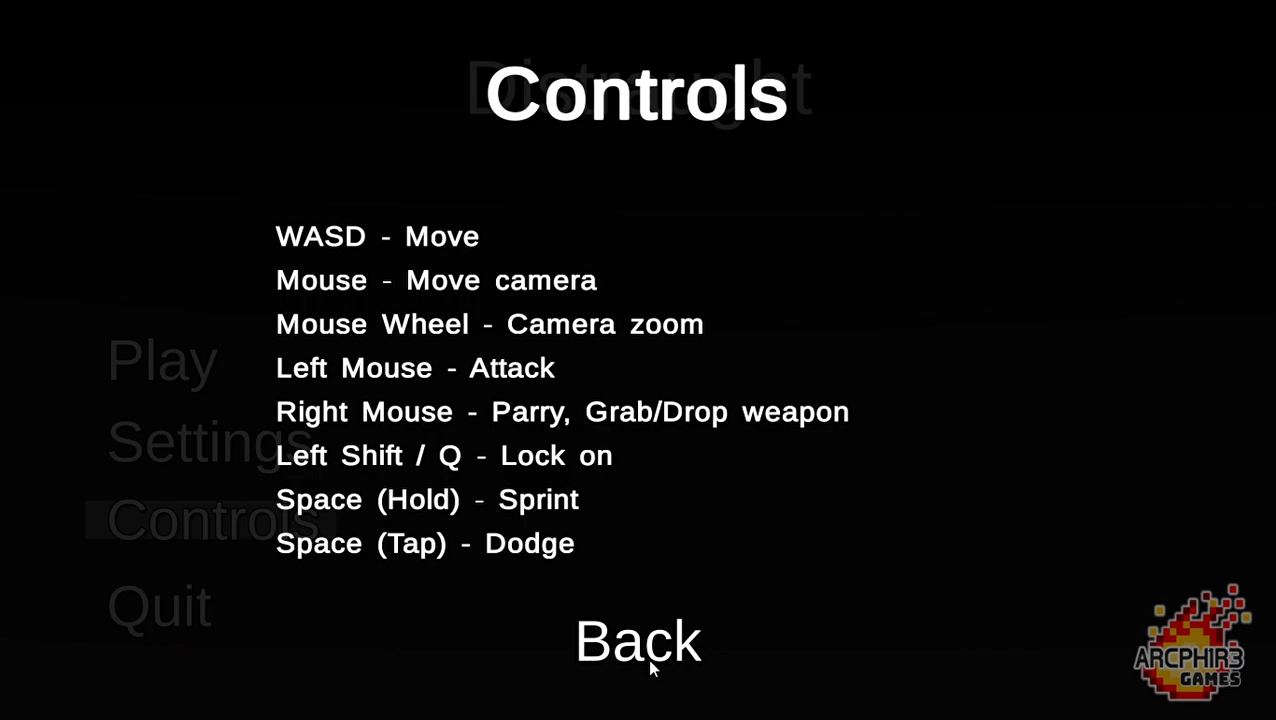 Distraught
Controls
WASD - Move
Mouse - Move camera
Mouse Wheel - Camera zoom
Left Mouse - Attack
Right Mouse - Parry, Grab/Drop weapon
Left Shift / Q - Lock on
Space (Hold) - Sprint
Space (Tap) - Dodge
Play
Settings
Controls
Quit
Back
ARCPHIR3
GAMES